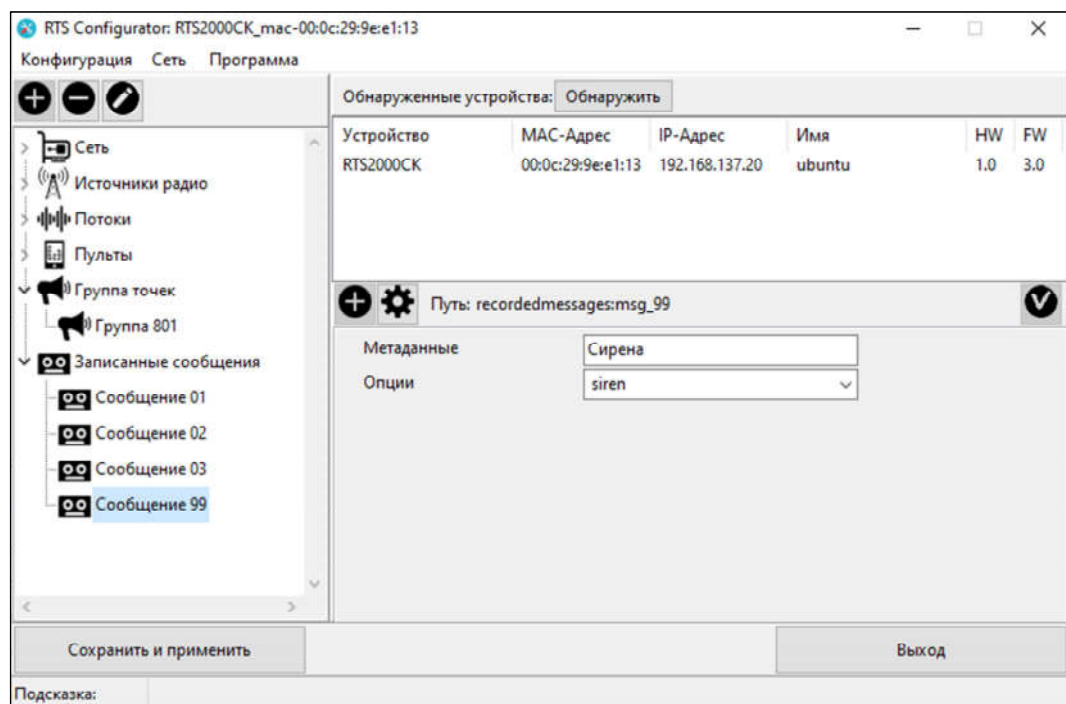 RTS Configurator: RTS2000CK_mac-00:0c:29:9e:e1:13
Конфигурация Сеть Программа
Обнаруженные устройства: Обнаружить
Устройство MAC-Адрес IP-Адрес Имя HW FW
RTS2000CK 00:0c:29:9e:e1:13 192.168.137.20 ubuntu 1.0 3.0
Сеть
Источники радио
Потоки
Пульты
Группа точек
Группа 801
Записанные сообщения
Сообщение 01
Сообщение 02
Сообщение 03
Сообщение 99
Путь: recordedmessages:msg_99
Метаданные Сирена
Опции siren
Сохранить и применить Выход
Подсказка: